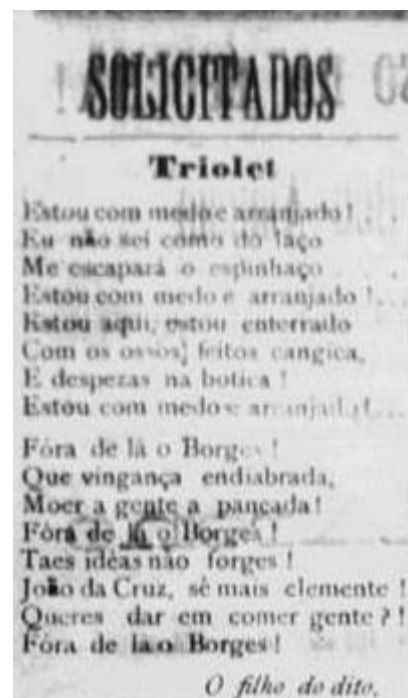 SOLICITADOS
Triolet
Estou com medo e arranjado!...
Eu não sei como do laço
Me escapará o espinhaço
Estou com medo e arranjado!...
Estou aqui, estou enterrado
Com os ossos, feitos cangica,
E despezas na botica!
Estou com medo e arranjado!...
Fóra de lá o Borges!
Que vingança endiabrada,
Moer a gente a pancada!
Fóra de lá o Borges!
Taes idéas não forges!
João da Cruz, sê mais clemente!
Queres dar em comer gente?!
Fóra de lá o Borges!
O filho do dito.